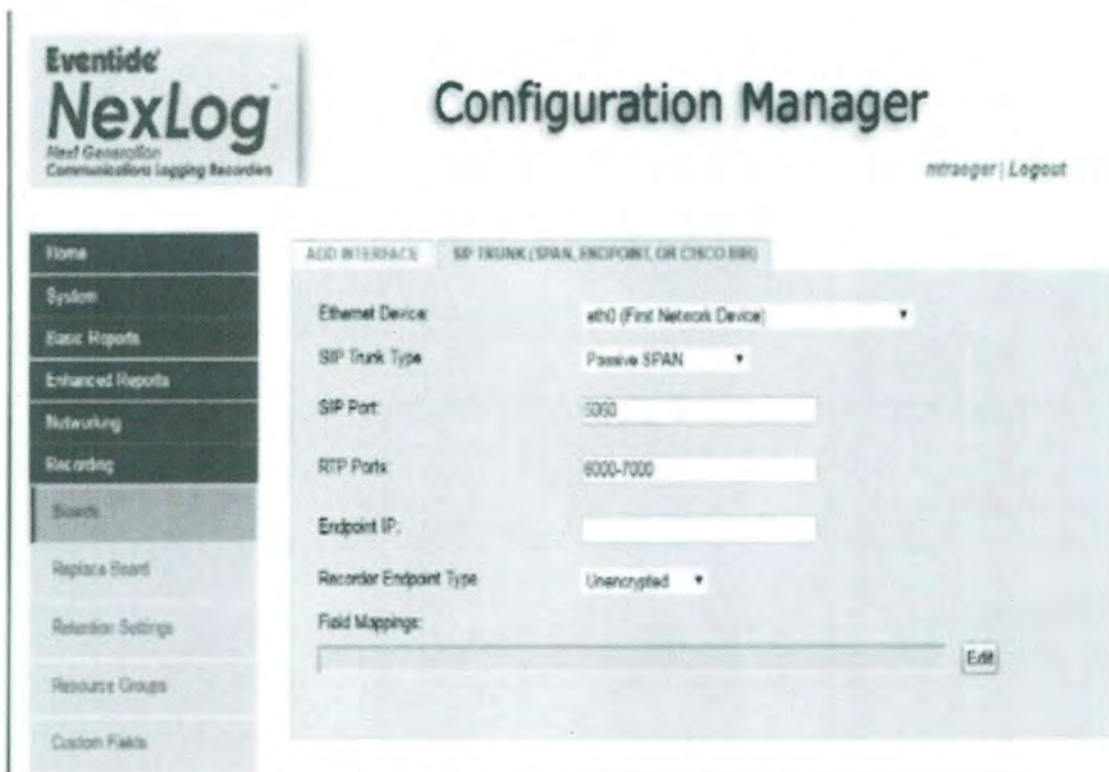 Eventide
NexLog
Next Generation
Communications Logging Recorders
Configuration Manager
mtraeger | Logout
Home
System
Basic Reports
Enhanced Reports
Networking
Recording
Boards
Replace Board
Retention Settings
Resource Groups
Custom Fields
ADD INTERFACE
SIP TRUNK (SPAN, ENDPOINT, OR CISCO BIB)
Ethernet Device:
eth0 (First Network Device)
SIP Trunk Type
Passive SPAN
SIP Port:
5060
RTP Ports:
6000-7000
Endpoint IP:
Recorder Endpoint Type
Unencrypted
Field Mappings:
Edit